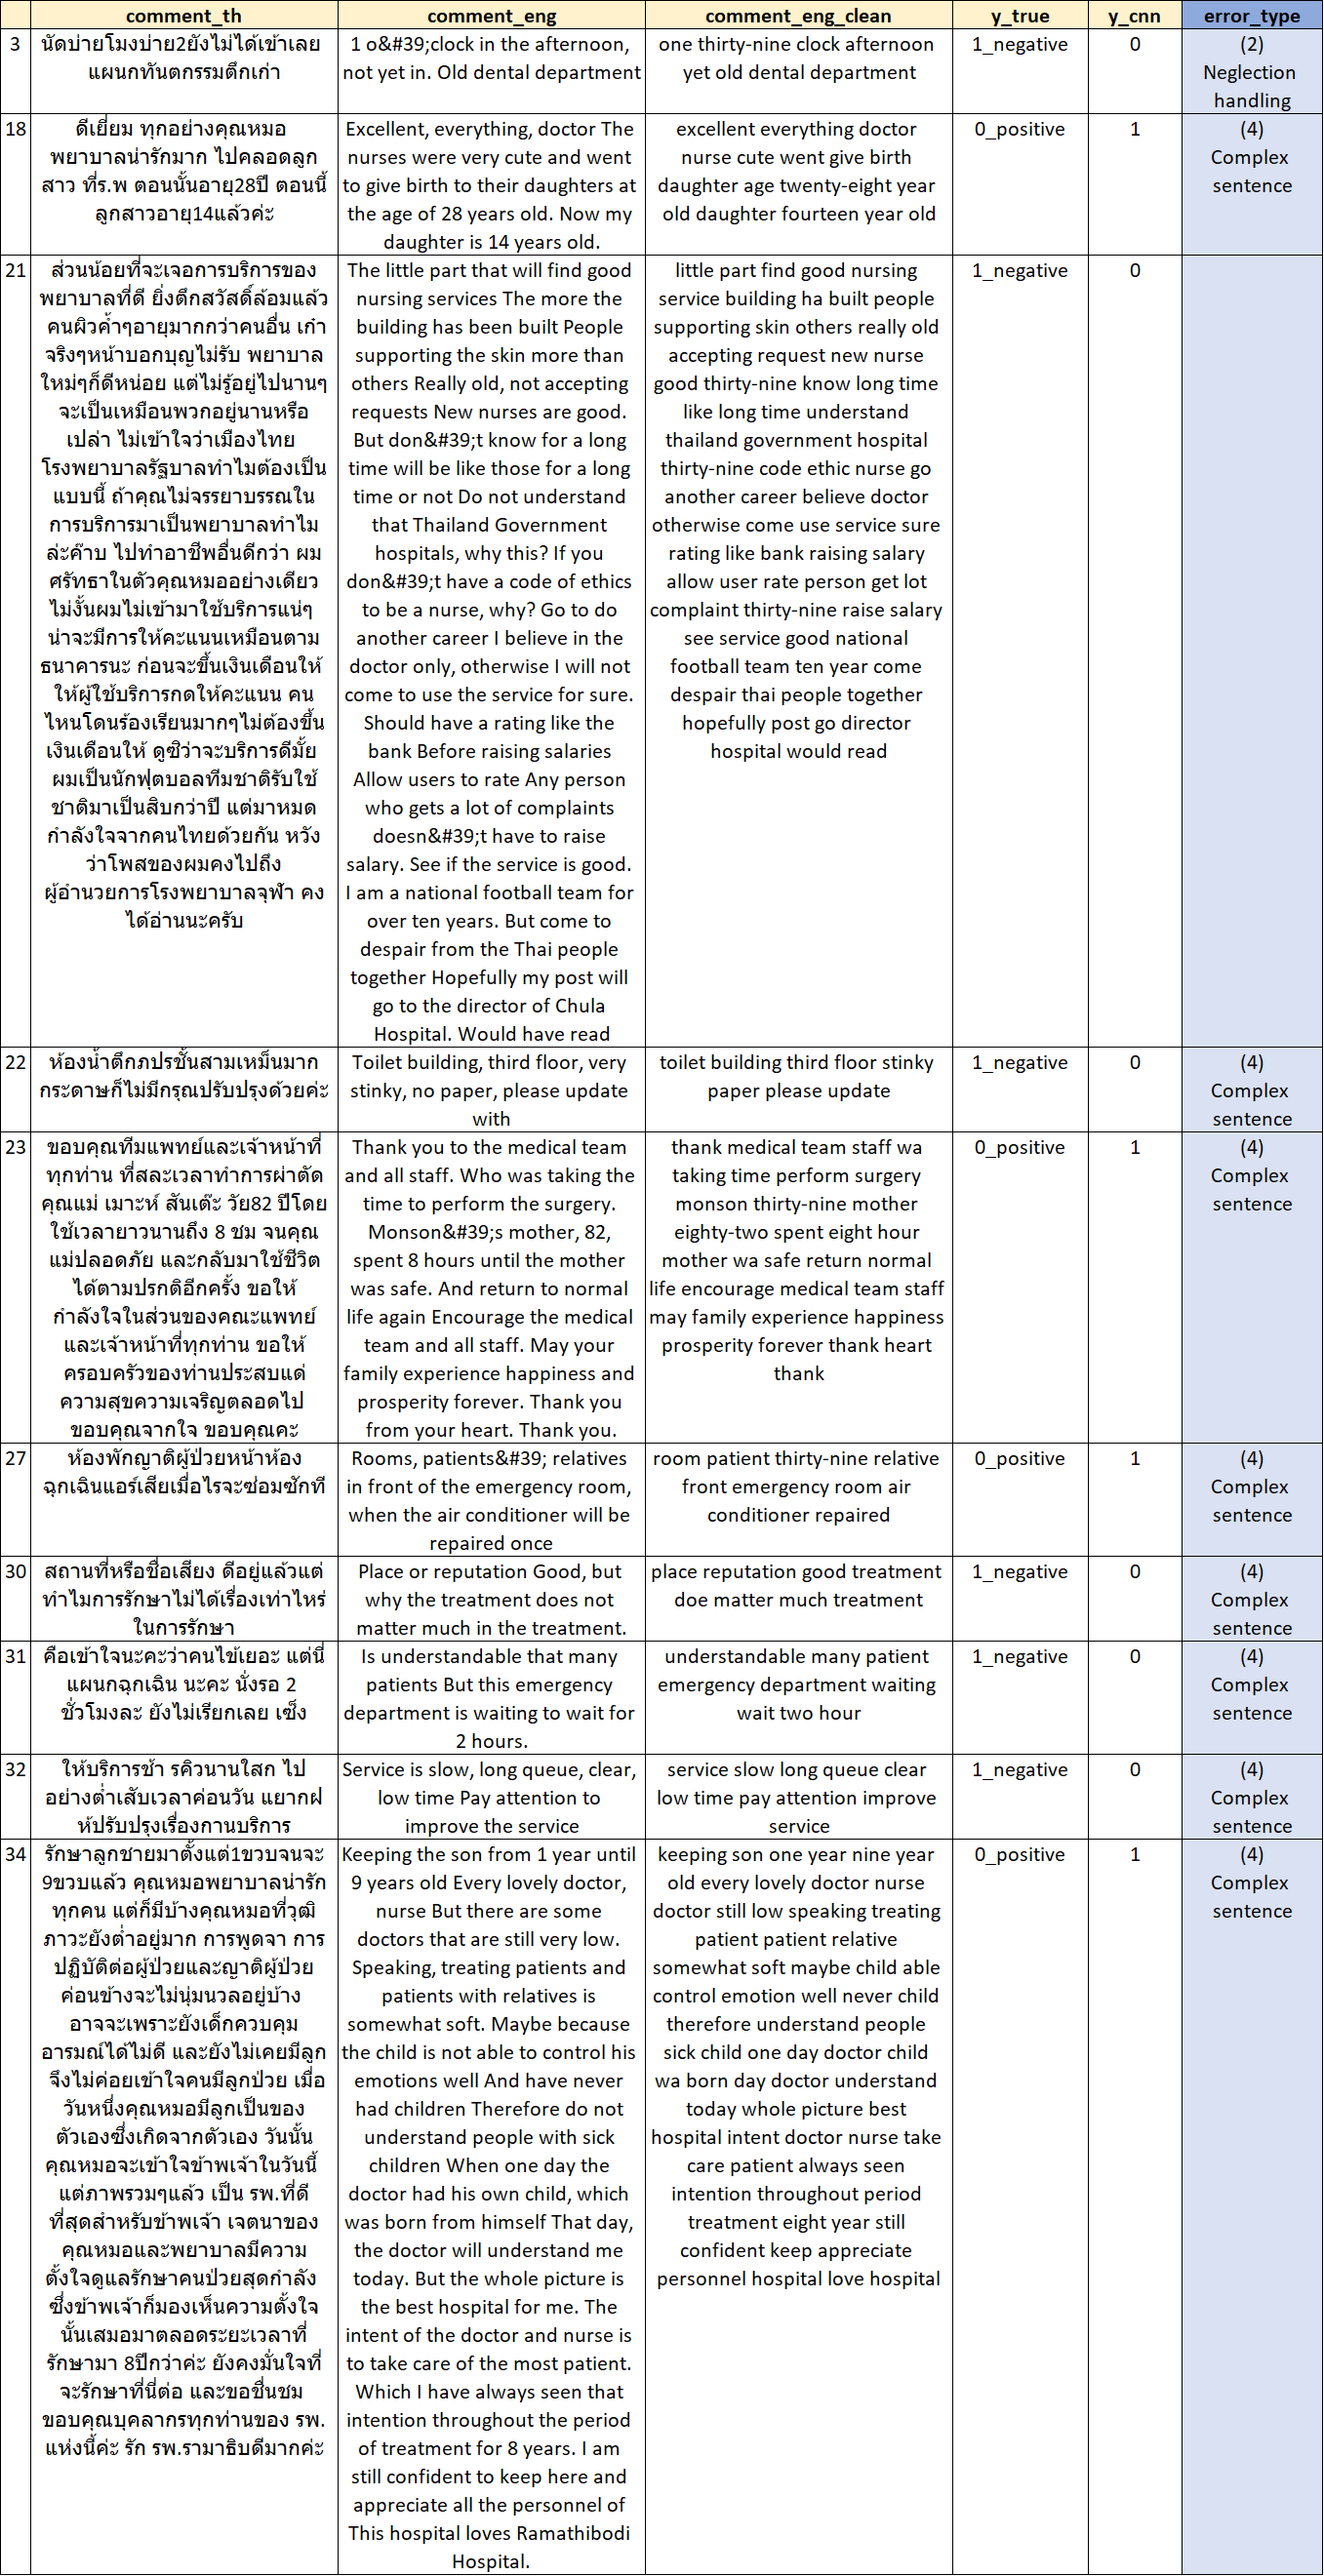 comment_th comment_eng comment_eng_clean y_true y_cnn error_type
3
นัดบ่ายโมงบ่าย2ยังไม่ได้เข้าเลย
แผนกทันตกรรมตึกเก่า
1 o&#39;clock in the afternoon,
not yet in. Old dental department
one thirty-nine clock afternoon
yet old dental department
1_negative
0
(2)
Neglection
handling
18
ดีเยี่ยม ทุกอย่างคุณหมอ
พยาบาลน่ารักมาก ไปคลอดลูก
สาว ที่ร.พ ตอนนั้นอายุ28ปี ตอนนี้
ลูกสาวอายุ14แล้วค่ะ
Excellent, everything, doctor The
nurses were very cute and went
to give birth to their daughters at
the age of 28 years old. Now my
daughter is 14 years old.
excellent everything doctor
nurse cute went give birth
daughter age twenty-eight year
old daughter fourteen year old
0_positive
1
(4)
Complex
sentence
21
ส่วนน้อยที่จะเจอการบริการของ
พยาบาลที่ดี ยิ่งตึกสวัสดิ์ล้อมแล้ว
คนผิวค้ำๆอายุมากกว่าคนอื่น เก๋า
จริงๆหน้าบอกบุญไม่รับ พยาบาล
ใหม่ๆก็ดีหน่อย แต่ไม่รู้อยู่ไปนานๆ
จะเป็นเหมือนพวกอยู่นานหรือ
เปล่า ไม่เข้าใจว่าเมืองไทย
โรงพยาบาลรัฐบาลทำไมต้องเป็น
แบบนี้ ถ้าคุณไม่จรรยาบรรณใน
การบริการมาเป็นพยาบาลทำไม
ล่ะค๊าบ ไปทำอาชีพอื่นดีกว่า ผม
ศรัทธาในตัวคุณหมออย่างเดียว
ไม่งั้นผมไม่เข้ามาใช้บริการแน่ๆ
น่าจะมีการให้คะแนนเหมือนตาม
ธนาคารนะ ก่อนจะขึ้นเงินเดือนให้
ให้ผู้ใช้บริการกดให้คะแนน คน
ไหนโดนร้องเรียนมากๆไม่ต้องขึ้น
เงินเดือนให้ ดูซิว่าจะบริการดีมั้ย
ผมเป็นนักฟุตบอลทีมชาติรับใช้
ชาติมาเป็นสิบกว่าปี แต่มาหมด
กำลังใจจากคนไทยด้วยกัน หวัง
ว่าโพสของผมคงไปถึง
ผู้อำนวยการโรงพยาบาลจุฬา คง
ได้อ่านนะครับ
The little part that will find good
nursing services The more the
building has been built People
supporting the skin more than
others Really old, not accepting
requests New nurses are good.
But don&#39;t know for a long
time will be like those for a long
time or not Do not understand
that Thailand Government
hospitals, why this? If you
don&#39;t have a code of ethics
to be a nurse, why? Go to do
another career I believe in the
doctor only, otherwise I will not
come to use the service for sure.
Should have a rating like the
bank Before raising salaries
Allow users to rate Any person
who gets a lot of complaints
doesn&#39;t have to raise
salary. See if the service is good.
I am a national football team for
over ten years. But come to
despair from the Thai people
together Hopefully my post will
go to the director of Chula
Hospital. Would have read
little part find good nursing
service building ha built people
supporting skin others really old
accepting request new nurse
good thirty-nine know long time
like long time understand
thailand government hospital
thirty-nine code ethic nurse go
another career believe doctor
otherwise come use service sure
rating like bank raising salary
allow user rate person get lot
complaint thirty-nine raise salary
see service good national
football team ten year come
despair thai people together
hopefully post go director
hospital would read
1_negative
0
22
ห้องน้ำตึกภปรชั้นสามเหม็นมาก
กระดาษก็ไม่มีกรุณปรับปรุงด้วยค่ะ
Toilet building, third floor, very
stinky, no paper, please update
with
toilet building third floor stinky
paper please update
1_negative
0
(4)
Complex
sentence
23
ขอบคุณทีมแพทย์และเจ้าหน้าที่
ทุกท่าน ที่สละเวลาทำการผ่าตัด
คุณแม่ เมาะห์ สันเต๊ะ วัย82 ปีโดย
ใช้เวลายาวนานถึง 8 ชม จนคุณ
แม่ปลอดภัย และกลับมาใช้ชีวิต
ได้ตามปรกติอีกครั้ง ขอให้
กำลังใจในส่วนของคณะแพทย์
และเจ้าหน้าที่ทุกท่าน ขอให้
ครอบครัวของท่านประสบแด่
ความสุขความเจริญตลอดไป
ขอบคุณจากใจ ขอบคุณคะ
Thank you to the medical team
and all staff. Who was taking the
time to perform the surgery.
Monson&#39;s mother, 82,
spent 8 hours until the mother
was safe. And return to normal
life again Encourage the medical
team and all staff. May your
family experience happiness and
prosperity forever. Thank you
from your heart. Thank you.
thank medical team staff wa
taking time perform surgery
monson thirty-nine mother
eighty-two spent eight hour
mother wa safe return normal
life encourage medical team staff
may family experience happiness
prosperity forever thank heart
thank
0_positive
1
(4)
Complex
sentence
27
ห้องพักญาติผู้ป่วยหน้าห้อง
ฉุกเฉินแอร์เสียเมื่อไรจะซ่อมซักที
Rooms, patients&#39; relatives
in front of the emergency room,
when the air conditioner will be
repaired once
room patient thirty-nine relative
front emergency room air
conditioner repaired
0_positive
1
(4)
Complex
sentence
30
สถานที่หรือชื่อเสียง ดีอยู่แล้วแต่
ทำไมการรักษาไม่ได้เรื่องเท่าไหร่
ในการรักษา
Place or reputation Good, but
why the treatment does not
matter much in the treatment.
place reputation good treatment
doe matter much treatment
1_negative
0
(4)
Complex
sentence
31
คือเข้าใจนะคะว่าคนไข้เยอะ แต่นี่
แผนกฉุกเฉิน นะคะ นั่งรอ 2
ชั่วโมงละ ยังไม่เรียกเลย เซ็ง
Is understandable that many
patients But this emergency
department is waiting to wait for
2 hours.
understandable many patient
emergency department waiting
wait two hour
1_negative
0
(4)
Complex
sentence
32
ให้บริการช้า รคิวนานใสก ไป
อย่างต่ำเสับเวลาค่อนวัน แยากฝ
ห้ปรับปรุงเรื่องกานบริการ
Service is slow, long queue, clear,
low time Pay attention to
improve the service
service slow long queue clear
low time pay attention improve
service
1_negative
0
(4)
Complex
sentence
34
รักษาลูกชายมาตั้งแต่1ขวบจนจะ
9ขวบแล้ว คุณหมอพยาบาลน่ารัก
ทุกคน แต่ก็มีบ้างคุณหมอที่วุฒิ
ภาวะยังต่ำอยู่มาก การพูดจา การ
ปฏิบัติต่อผู้ป่วยและญาติผู้ป่วย
ค่อนข้างจะไม่นุ่มนวลอยู่บ้าง
อาจจะเพราะยังเด็กควบคุม
อารมณ์ได้ไม่ดี และยังไม่เคยมีลูก
จึงไม่ค่อยเข้าใจคนมีลูกป่วย เมื่อ
วันหนึ่งคุณหมอมีลูกเป็นของ
ตัวเองซึ่งเกิดจากตัวเอง วันนั้น
คุณหมอจะเข้าใจข้าพเจ้าในวันนี้
แต่ภาพรวมๆแล้ว เป็น รพ.ที่ดี
ที่สุดสำหรับข้าพเจ้า เจตนาของ
คุณหมอและพยาบาลมีความ
ตั้งใจดูแลรักษาคนป่วยสุดกำลัง
ซึ่งข้าพเจ้าก็มองเห็นความตั้งใจ
นั้นเสมอมาตลอดระยะเวลาที่
รักษามา 8ปีกว่าค่ะ ยังคงมั่นใจที่
จะรักษาที่นี่ต่อ และขอชื่นชม
ขอบคุณบุคลากรทุกท่านของ รพ.
แห่งนี้ค่ะ รัก รพ.รามาธิบดีมากค่ะ
Keeping the son from 1 year until
9 years old Every lovely doctor,
nurse But there are some
doctors that are still very low.
Speaking, treating patients and
patients with relatives is
somewhat soft. Maybe because
the child is not able to control his
emotions well And have never
had children Therefore do not
understand people with sick
children When one day the
doctor had his own child, which
was born from himself That day,
the doctor will understand me
today. But the whole picture is
the best hospital for me. The
intent of the doctor and nurse is
to take care of the most patient.
Which I have always seen that
intention throughout the period
of treatment for 8 years. I am
still confident to keep here and
appreciate all the personnel of
This hospital loves Ramathibodi
Hospital.
keeping son one year nine year
old every lovely doctor nurse
doctor still low speaking treating
patient patient relative
somewhat soft maybe child able
control emotion well never child
therefore understand people
sick child one day doctor child
wa born day doctor understand
today whole picture best
hospital intent doctor nurse take
care patient always seen
intention throughout period
treatment eight year still
confident keep appreciate
personnel hospital love hospital
0_positive
1
(4)
Complex
sentence